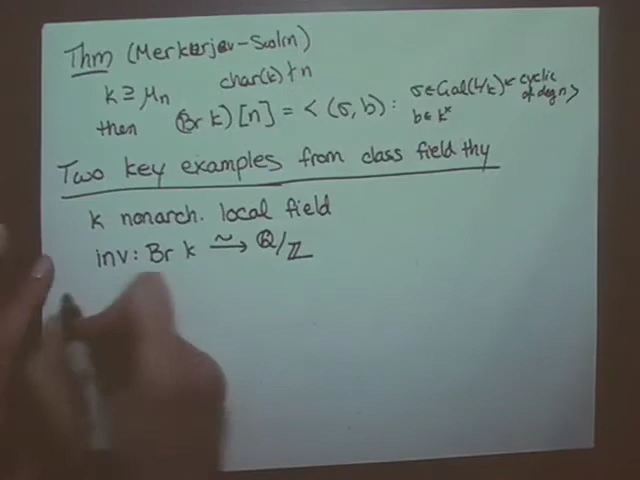 Thm (Merkurjev-Suslin)
k ⊇ μn char(k) ∤ n
then (Br k)[n] = < (σ, b) : σ ∈ Gal(L/k) ← cyclic of deg n >
b ∈ k*
Two key examples from class field thy
k nonarch. local field
inv: Br k ⥲ ℚ/ℤ